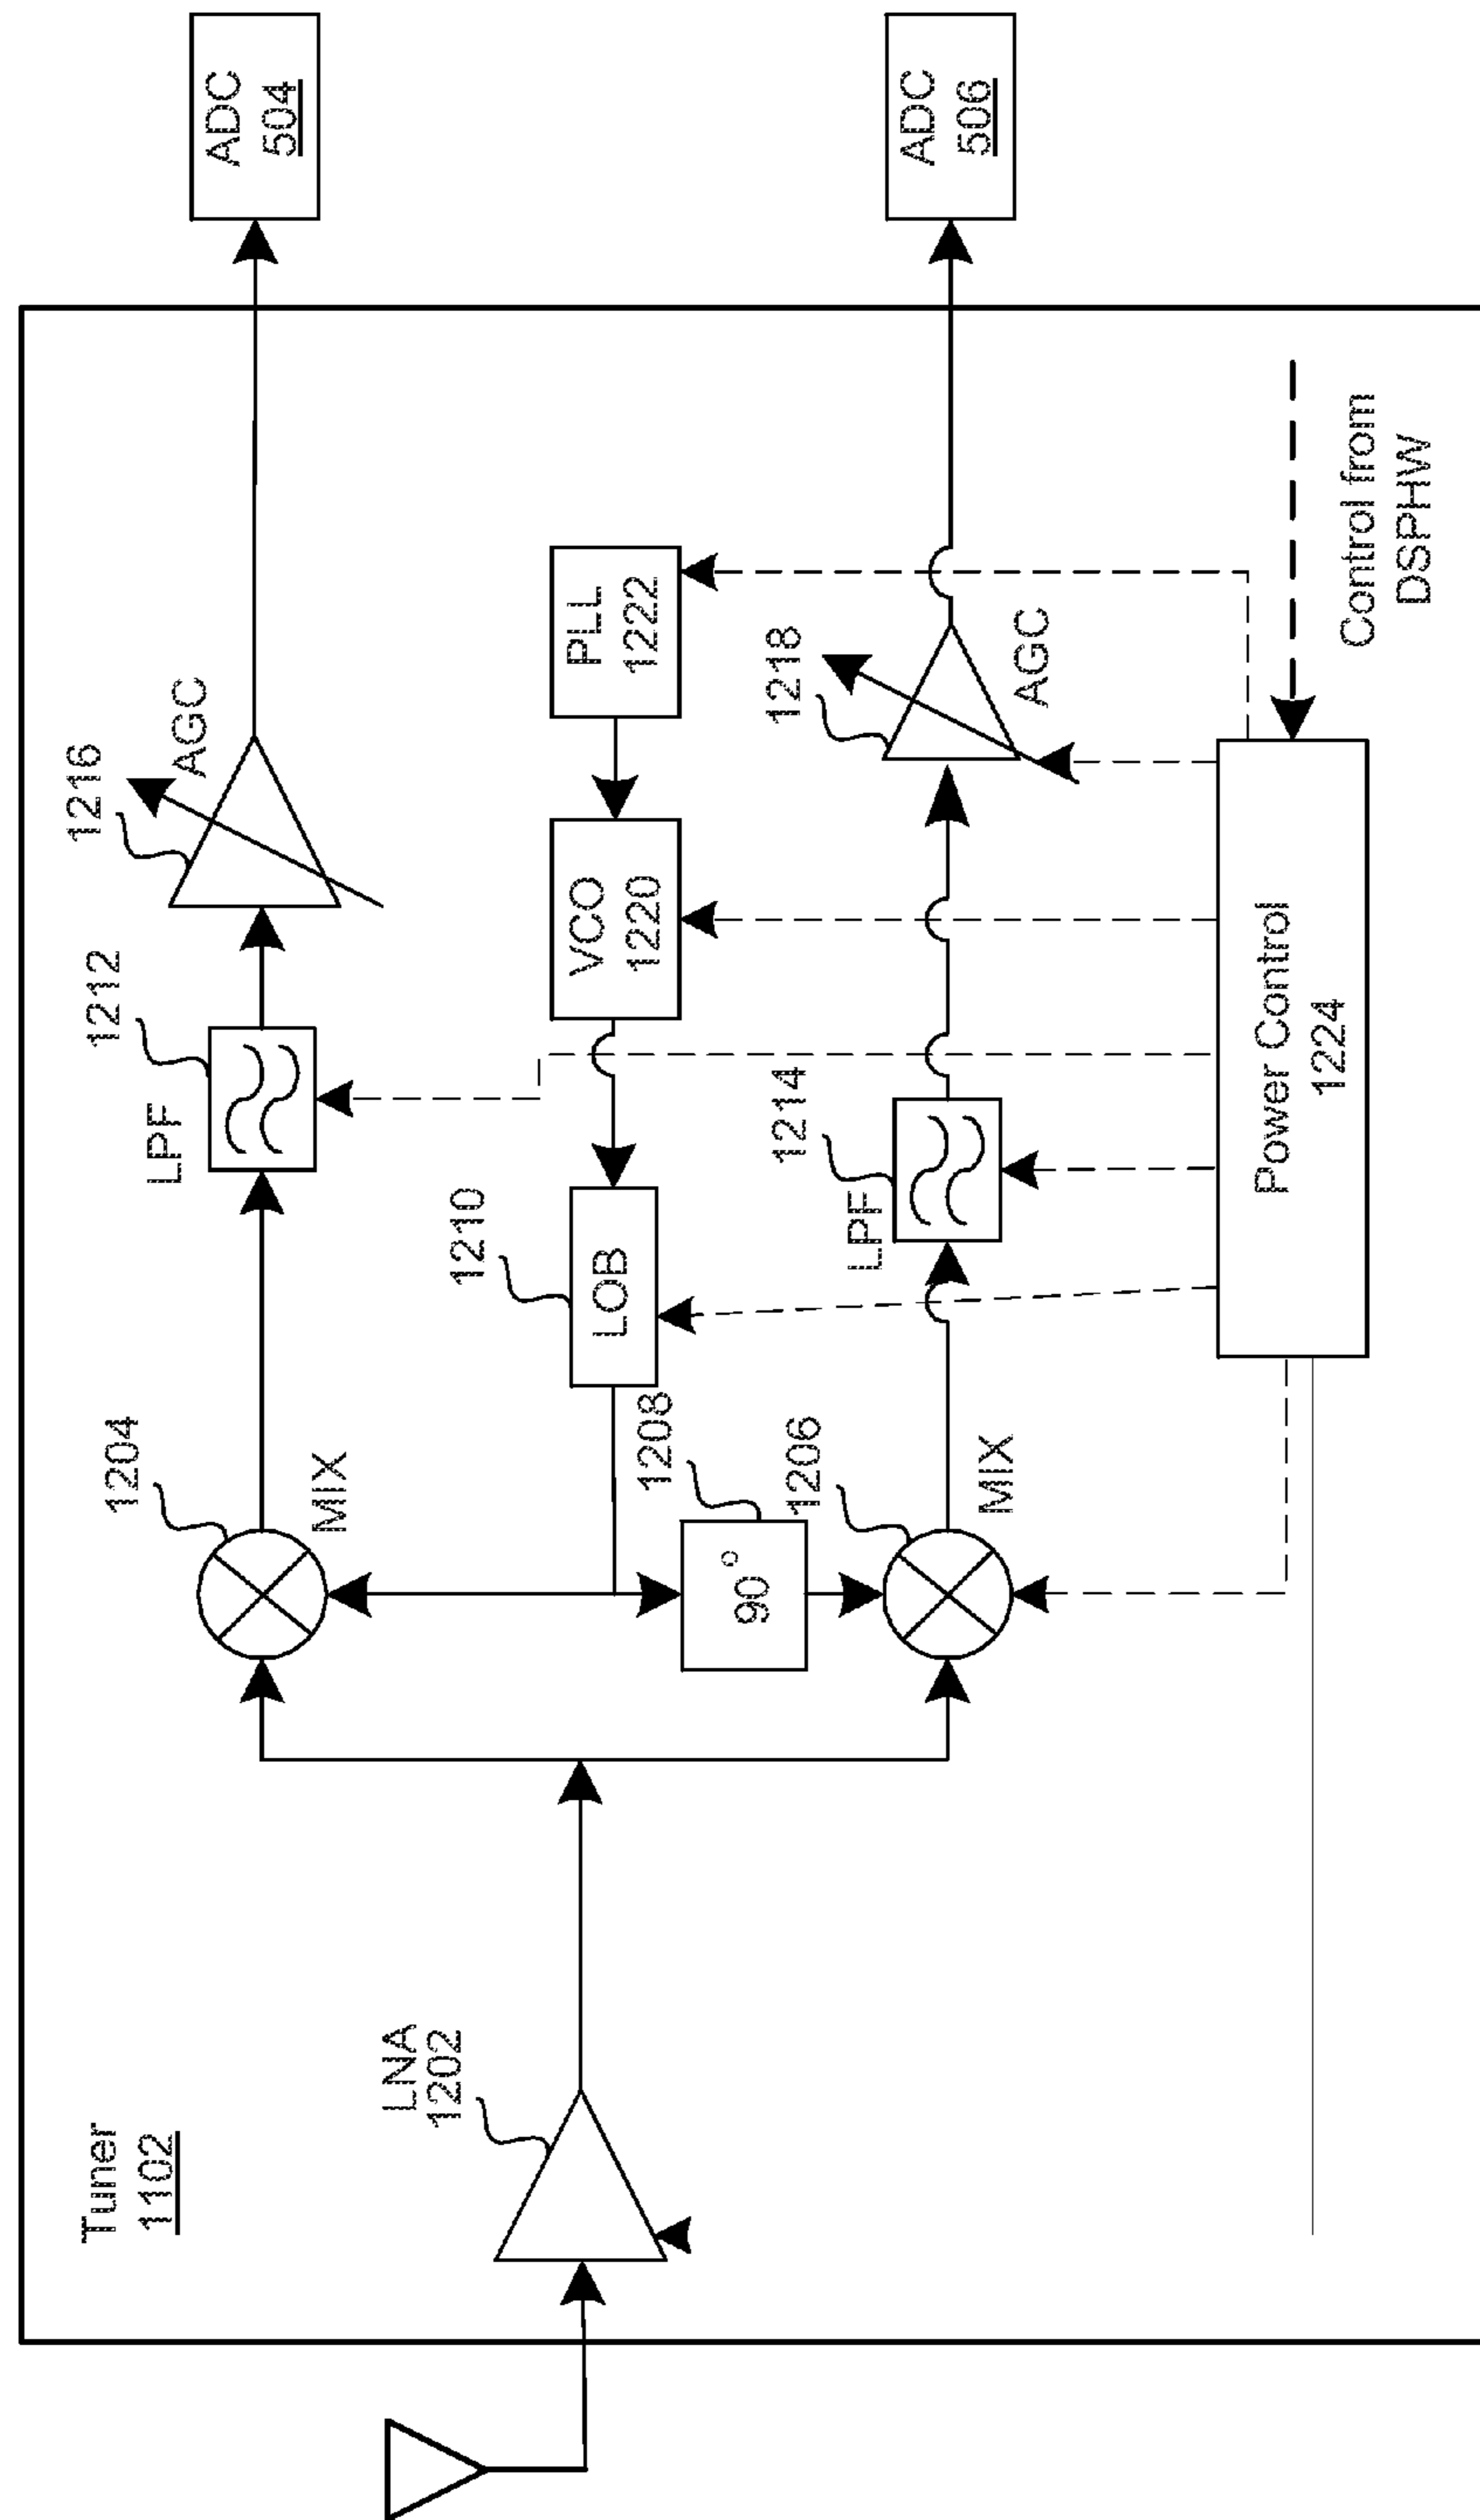 Tuner
1102
LNA
1202
1204
MIX
LPF
1212
1216
AGC
ADC
504
1210
LOB
VCO
1220
PLL
1222
1208
90°
1206
MIX
LPF
1214
1218
AGC
ADC
506
Power Control
1224
Control from
DSPHW